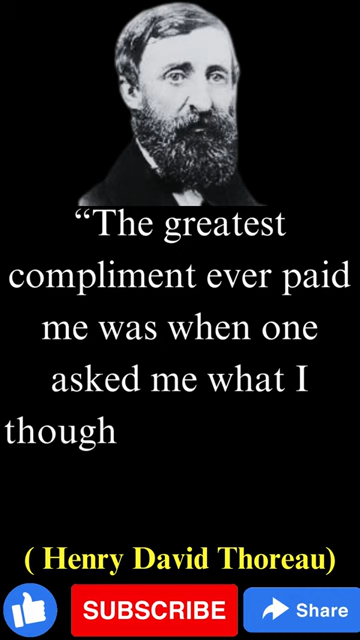 “The greatest
compliment ever paid
me was when one
asked me what I
though
( Henry David Thoreau)
SUBSCRIBE
Share